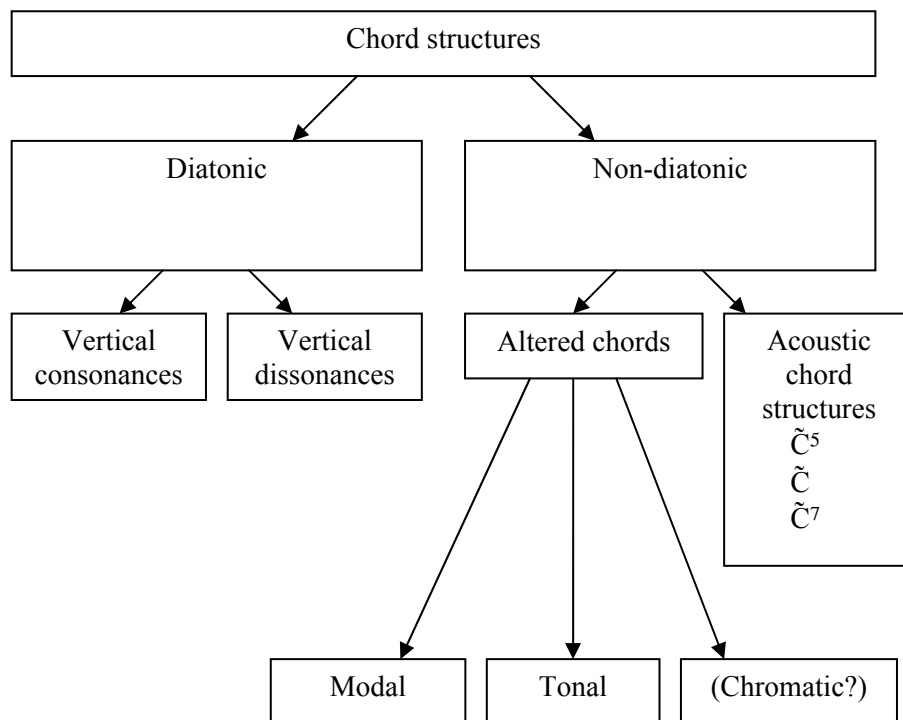 Chord structures
Diatonic
Non-diatonic
Vertical
consonances
Vertical
dissonances
Altered chords
Acoustic
chord
structures
C̃⁵
C̃
C̃⁷
Modal
Tonal
(Chromatic?)